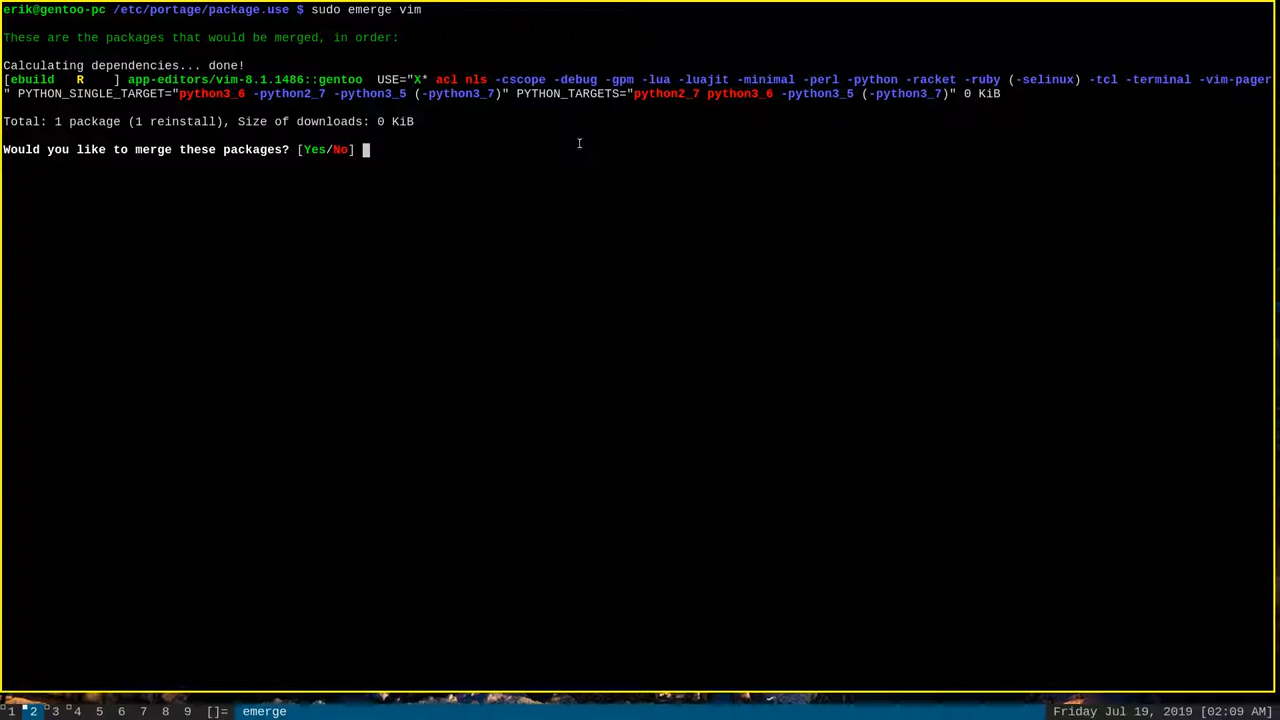 erik@gentoo-pc /etc/portage/package.use $ sudo emerge vim
These are the packages that would be merged, in order:
Calculating dependencies... done!
[ebuild   R    ] app-editors/vim-8.1.1486::gentoo  USE="X* acl nls -cscope -debug -gpm -lua -luajit -minimal -perl -python -racket -ruby (-selinux) -tcl -terminal -vim-pager
" PYTHON_SINGLE_TARGET="python3_6 -python2_7 -python3_5 (-python3_7)" PYTHON_TARGETS="python2_7 python3_6 -python3_5 (-python3_7)" 0 KiB
Total: 1 package (1 reinstall), Size of downloads: 0 KiB
Would you like to merge these packages? [Yes/No]
1 2 3 4 5 6 7 8 9 []= emerge Friday Jul 19, 2019 [02:09 AM]